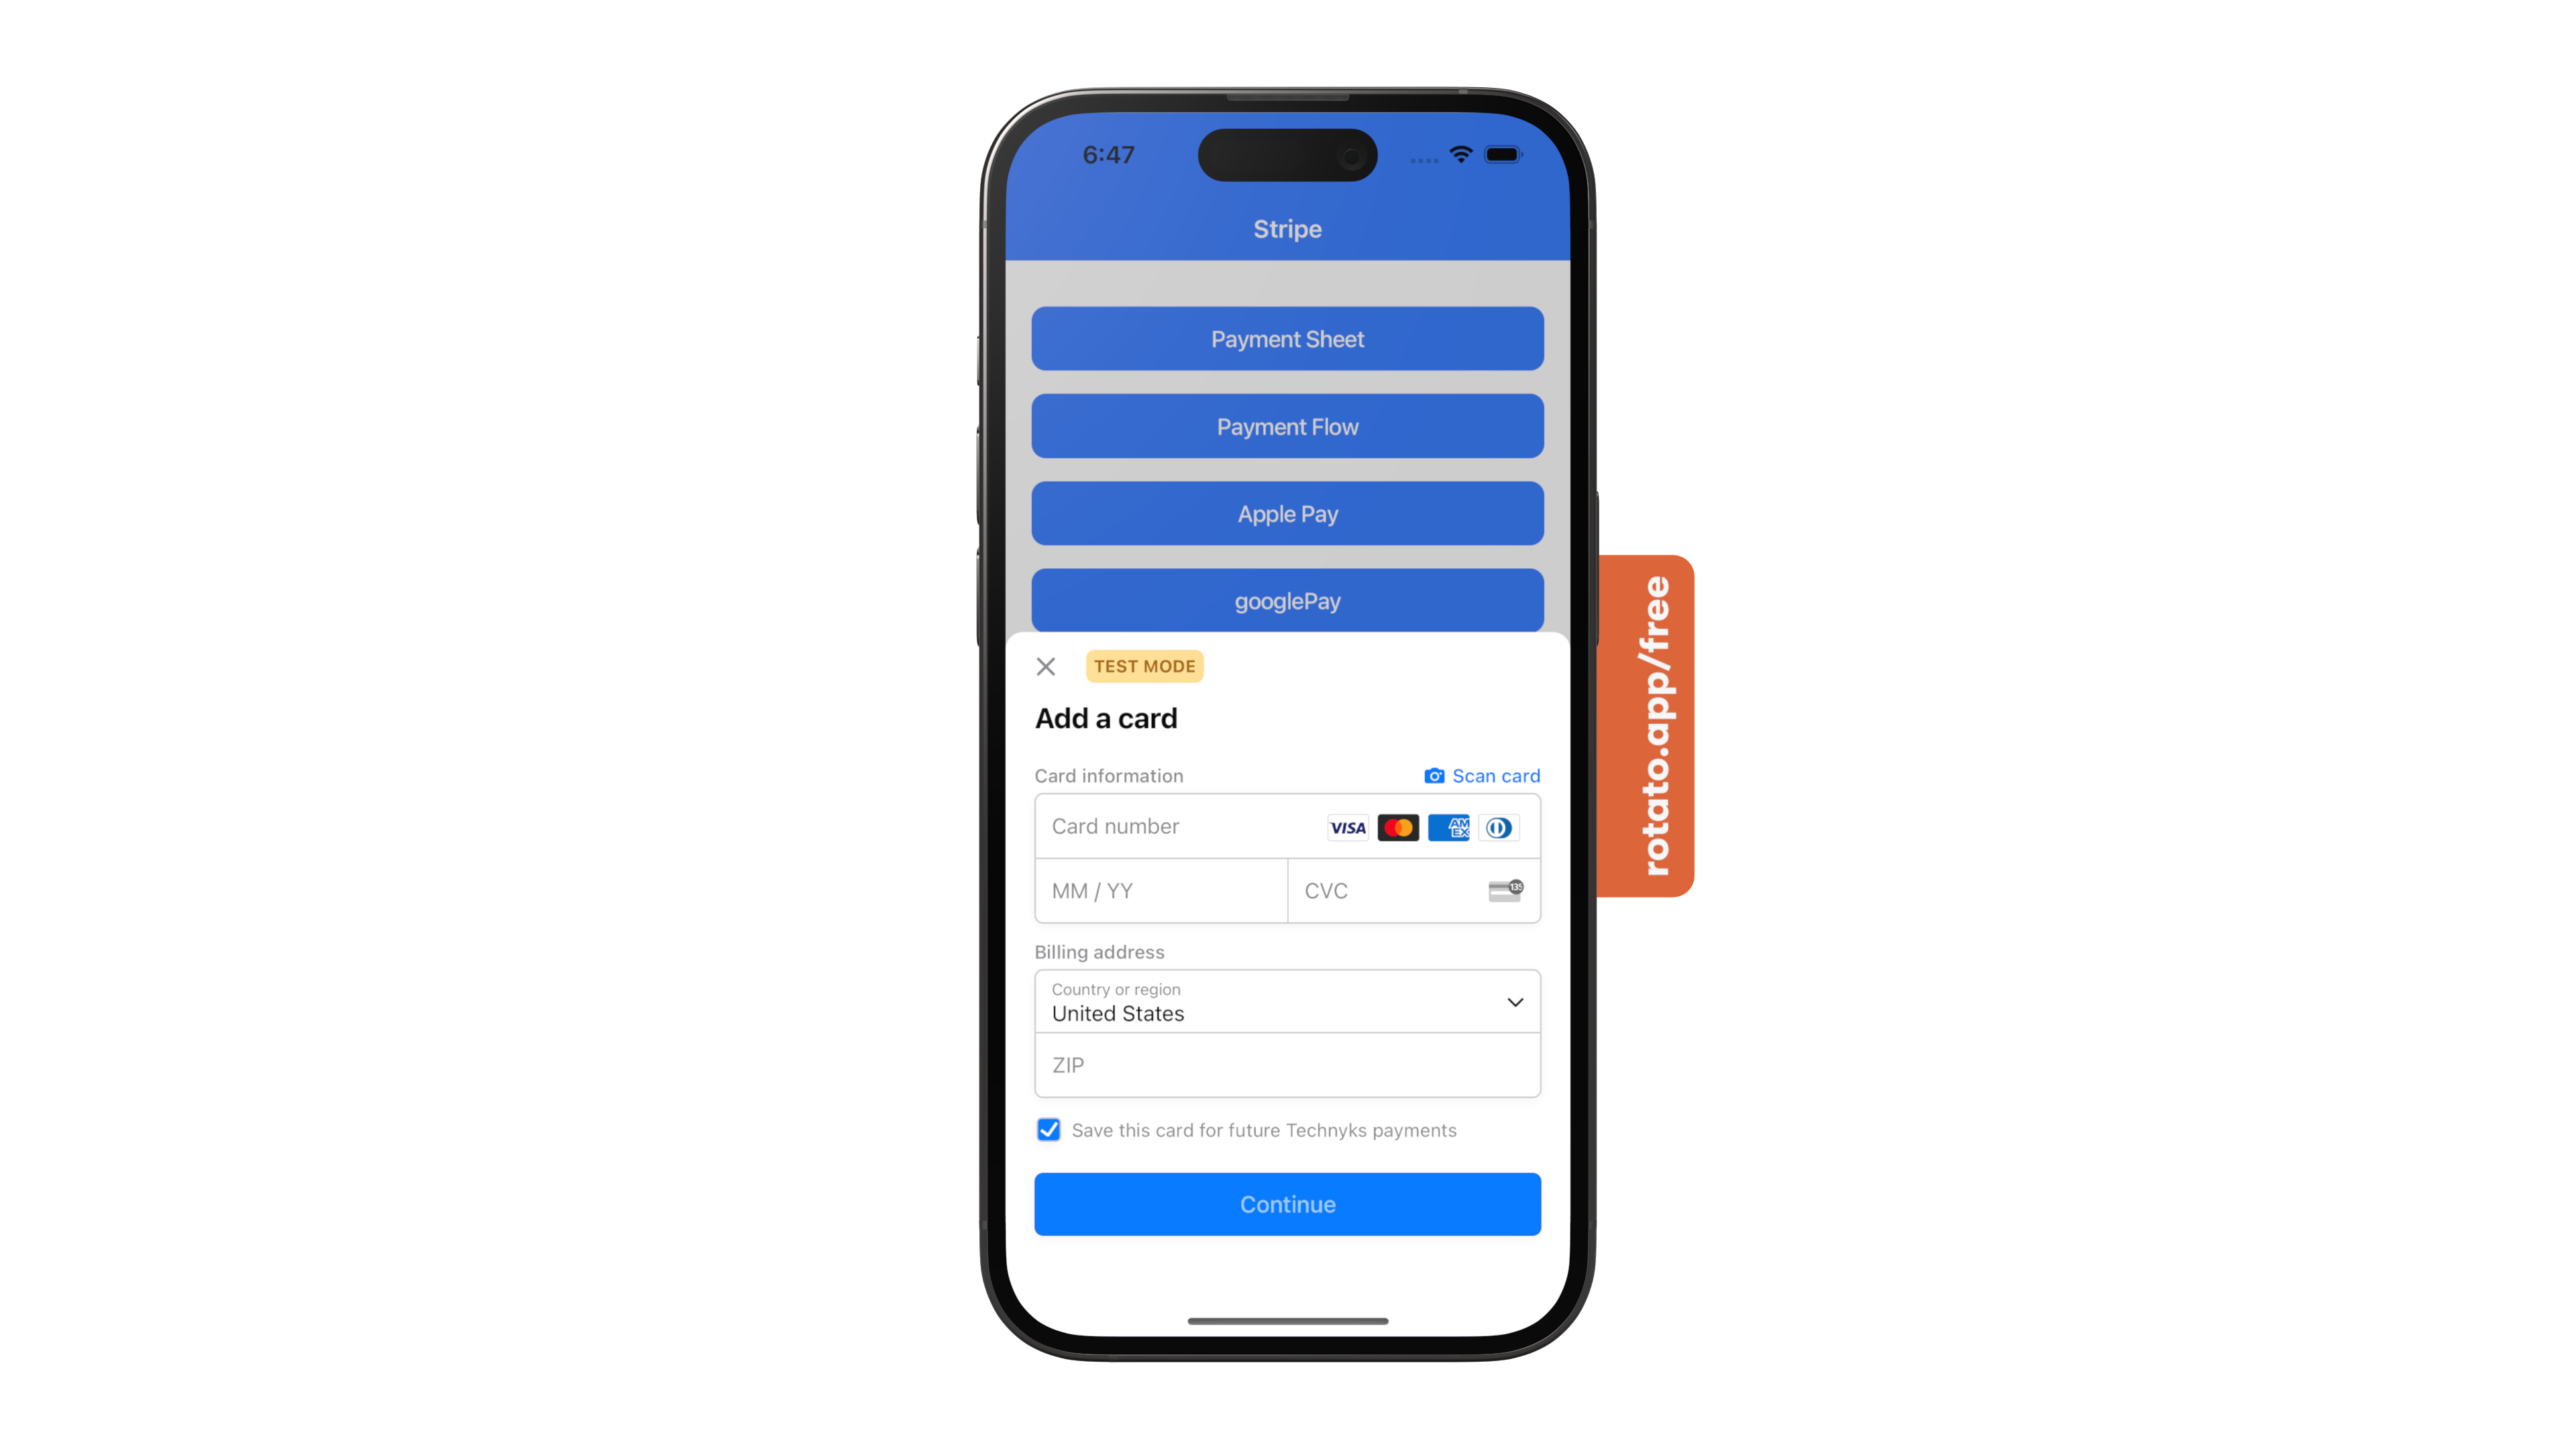 6:47
Stripe
Payment Sheet
Payment Flow
Apple Pay
googlePay
TEST MODE
Add a card
Card information Scan card
Card number VISA AM EX
MM / YY CVC 135
Billing address
Country or region
United States
ZIP
Save this card for future Technyks payments
Continue
rotato.app/free